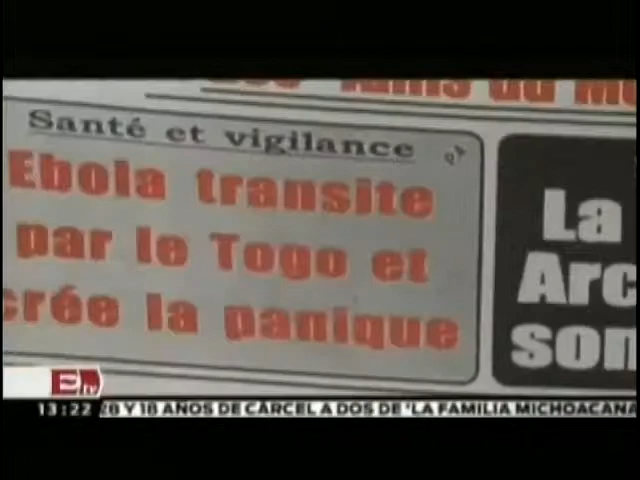 Santé et vigilance
Ebola transite
par le Togo et
crée la panique
La
Arc
son
13:22
28 Y 18 AÑOS DE CÁRCEL A DOS DE 'LA FAMILIA MICHOACANA